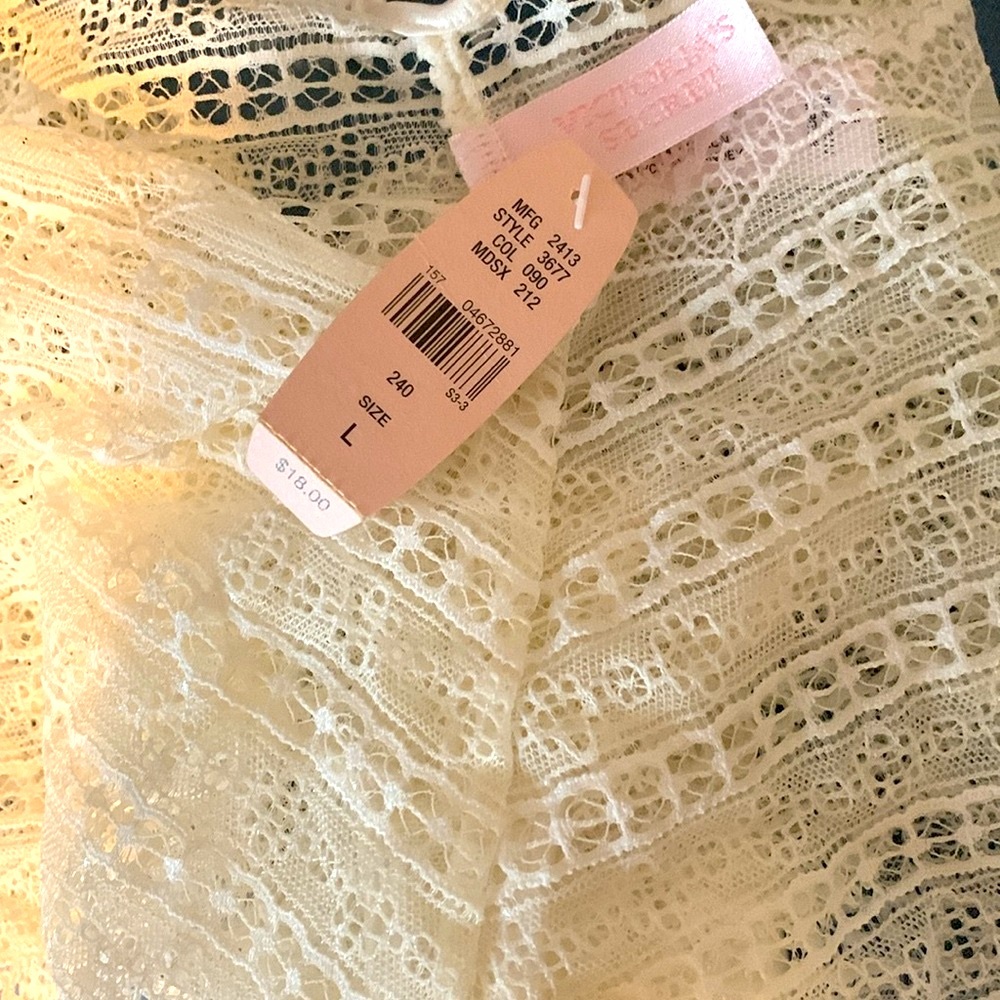 VICTORIA'S
SECRET
MFG 2413
STYLE 3677
COL 090
MDSX 212
157 04672881
S3-3
240
SIZE
L
$18.00